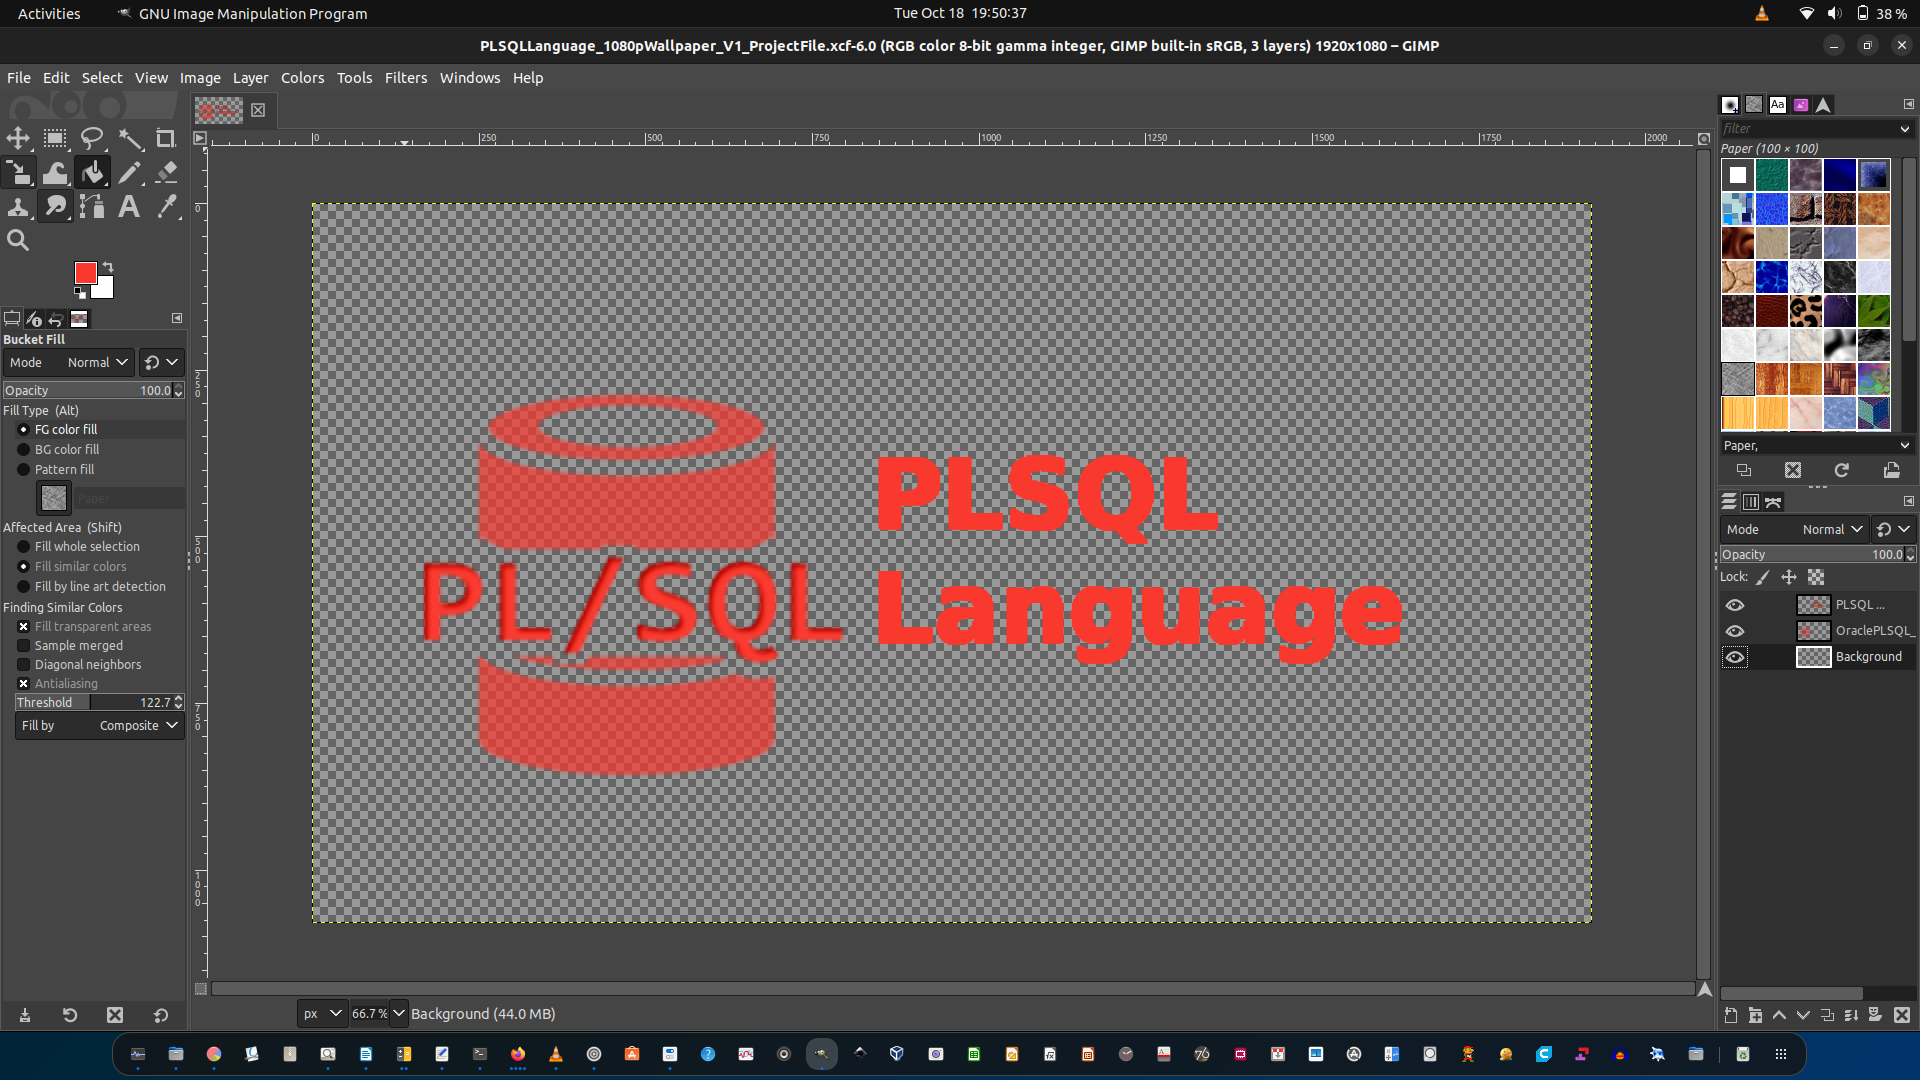 Activities
GNU Image Manipulation Program
Tue Oct 18  19:50:37
38 %
PLSQLLanguage_1080pWallpaper_V1_ProjectFile.xcf-6.0 (RGB color 8-bit gamma integer, GIMP built-in sRGB, 3 layers) 1920x1080 – GIMP
File Edit Select View Image Layer Colors Tools Filters Windows Help
0 250 500 750 1000 1250 1500 1750 2000
0
250
500
750
1000
Bucket Fill
Mode Normal
Opacity 100.0
Fill Type  (Alt)
FG color fill
BG color fill
Pattern fill
Paper
Affected Area  (Shift)
Fill whole selection
Fill similar colors
Fill by line art detection
Finding Similar Colors
Fill transparent areas
Sample merged
Diagonal neighbors
Antialiasing
Threshold 122.7
Fill by Composite
PL/SQL
PLSQL
Language
px
66.7 %
Background (44.0 MB)
Aa
filter
Paper (100 × 100)
Paper,
Mode Normal
Opacity 100.0
Lock:
PLSQL ...
OraclePLSQL_
Background